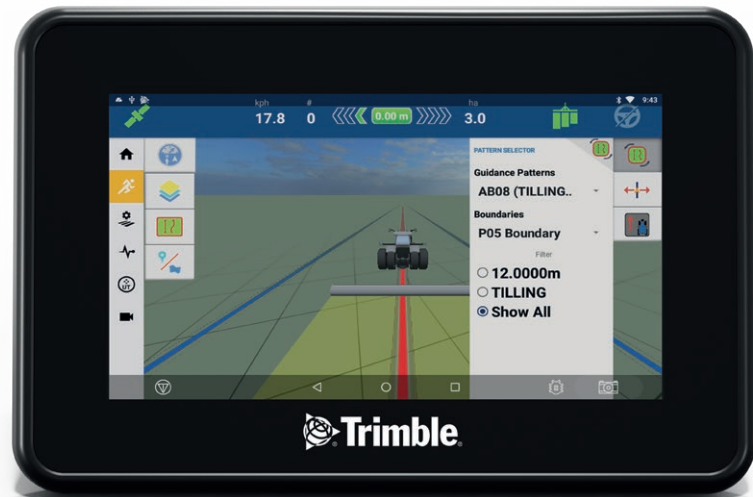 9:43
kph # ha
17.8 0 0.00 m 3.0
PATTERN SELECTOR
Guidance Patterns
AB08 (TILLING..
Boundaries
P05 Boundary
Filter
12.0000m
TILLING
Show All
Trimble